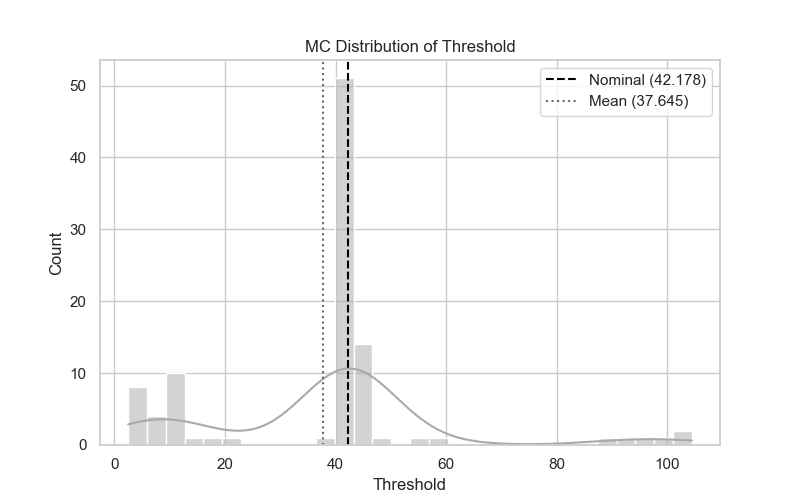 MC Distribution of Threshold
Nominal (42.178)
Mean (37.645)
Count
50
40
30
20
10
0
0 20 40 60 80 100
Threshold